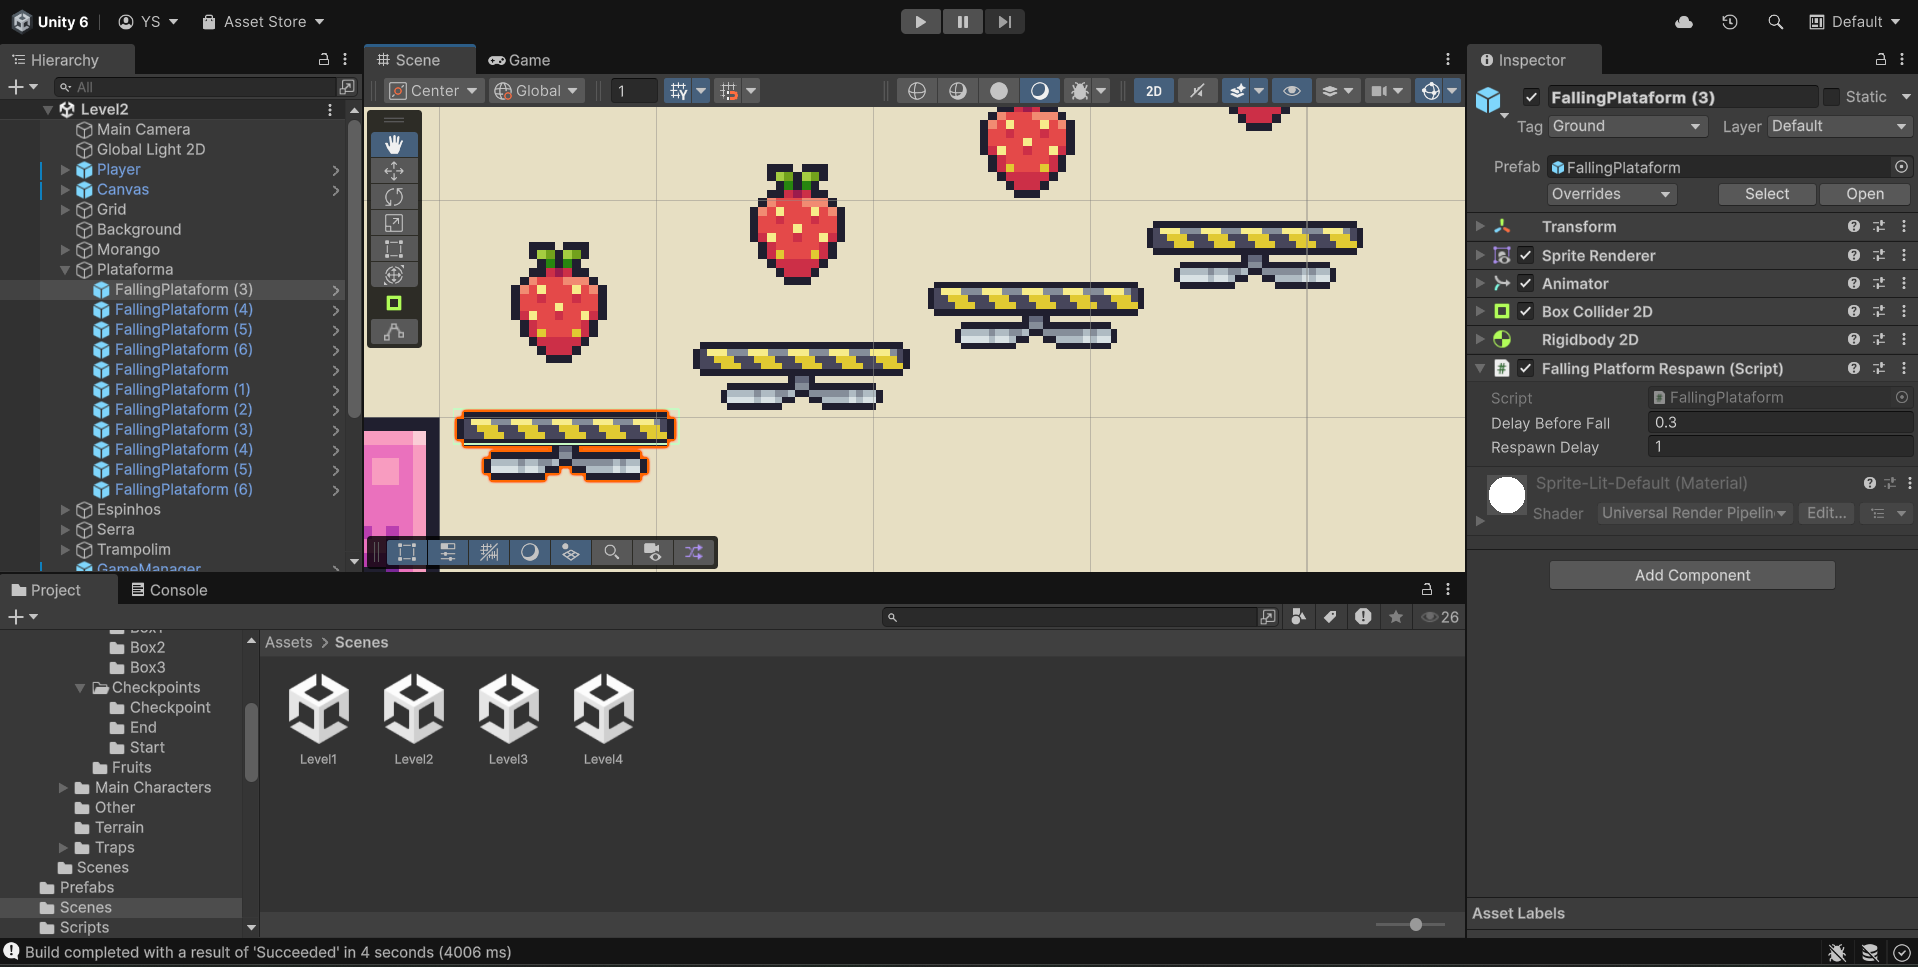 Unity 6
YS
Asset Store
Default
Hierarchy
Scene
Game
Inspector
All
Center
Global
1
2D
Level2
Main Camera
Global Light 2D
Player
Canvas
Grid
Background
Morango
Plataforma
FallingPlataform (3)
FallingPlataform (4)
FallingPlataform (5)
FallingPlataform (6)
FallingPlataform
FallingPlataform (1)
FallingPlataform (2)
FallingPlataform (3)
FallingPlataform (4)
FallingPlataform (5)
FallingPlataform (6)
Espinhos
Serra
Trampolim
GameManager
FallingPlataform (3)
Static
Tag
Ground
Layer
Default
Prefab
FallingPlataform
Overrides
Select
Open
Transform
Sprite Renderer
Animator
Box Collider 2D
Rigidbody 2D
Falling Platform Respawn (Script)
Script
FallingPlataform
Delay Before Fall
0.3
Respawn Delay
1
Sprite-Lit-Default (Material)
Shader
Universal Render Pipelin
Edit...
Add Component
Asset Labels
Project
Console
26
Box1
Box2
Box3
Checkpoints
Checkpoint
End
Start
Fruits
Main Characters
Other
Terrain
Traps
Scenes
Prefabs
Scenes
Scripts
Assets > Scenes
Level1
Level2
Level3
Level4
Build completed with a result of 'Succeeded' in 4 seconds (4006 ms)